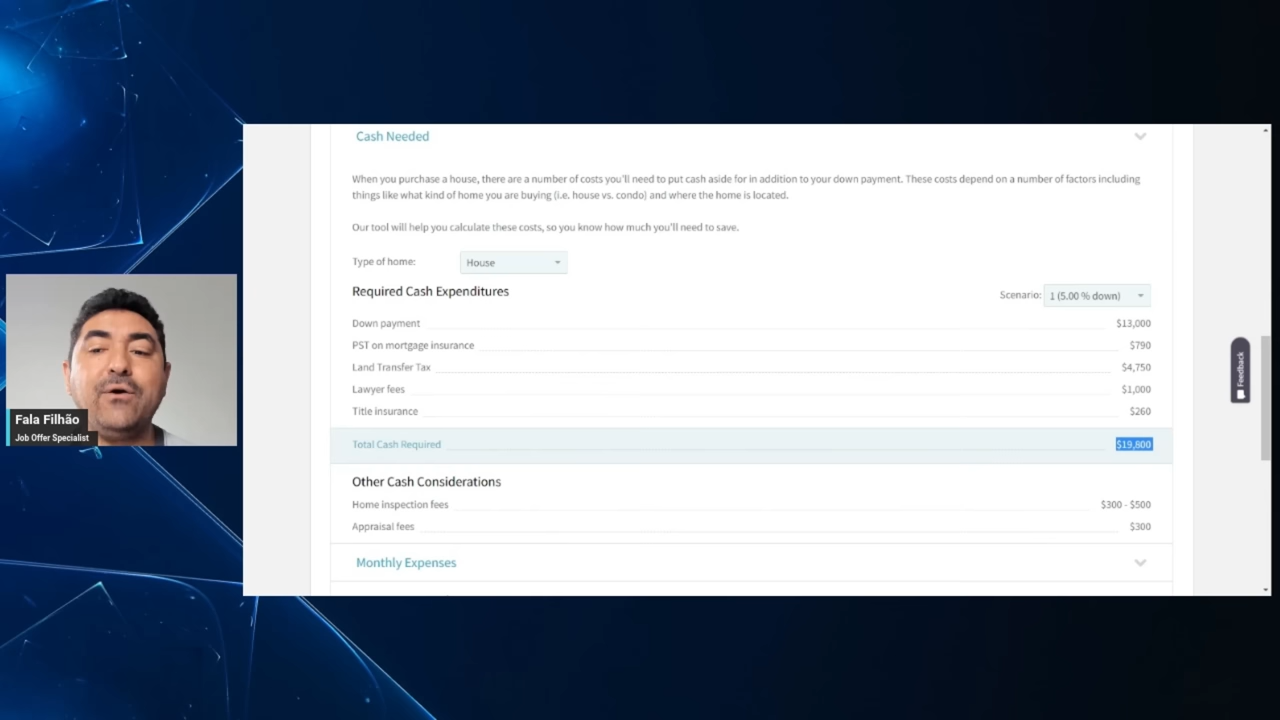 Cash Needed
When you purchase a house, there are a number of costs you'll need to put cash aside for in addition to your down payment. These costs depend on a number of factors including
things like what kind of home you are buying (i.e. house vs. condo) and where the home is located.
Our tool will help you calculate these costs, so you know how much you'll need to save.
Type of home: House
Required Cash Expenditures
Scenario: 1 (5.00 % down)
Down payment $13,000
PST on mortgage insurance $790
Land Transfer Tax $4,750
Lawyer fees $1,000
Title insurance $260
Total Cash Required $19,800
Other Cash Considerations
Home inspection fees $300 - $500
Appraisal fees $300
Monthly Expenses
Feedback
Fala Filhão
Job Offer Specialist